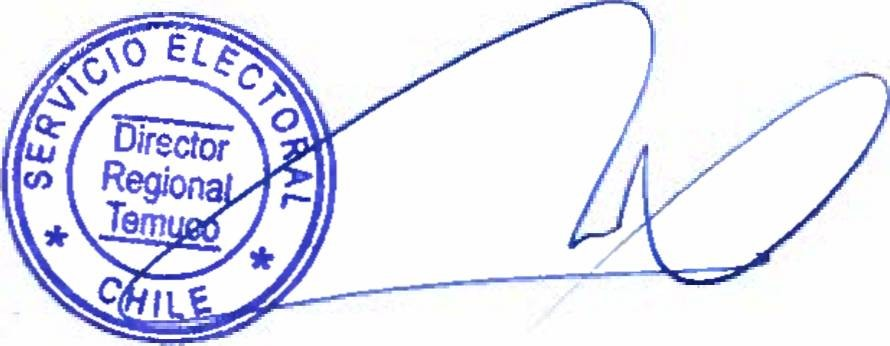 SERVICIO ELECTORAL
Director
Regional
Temuco
* CHILE *